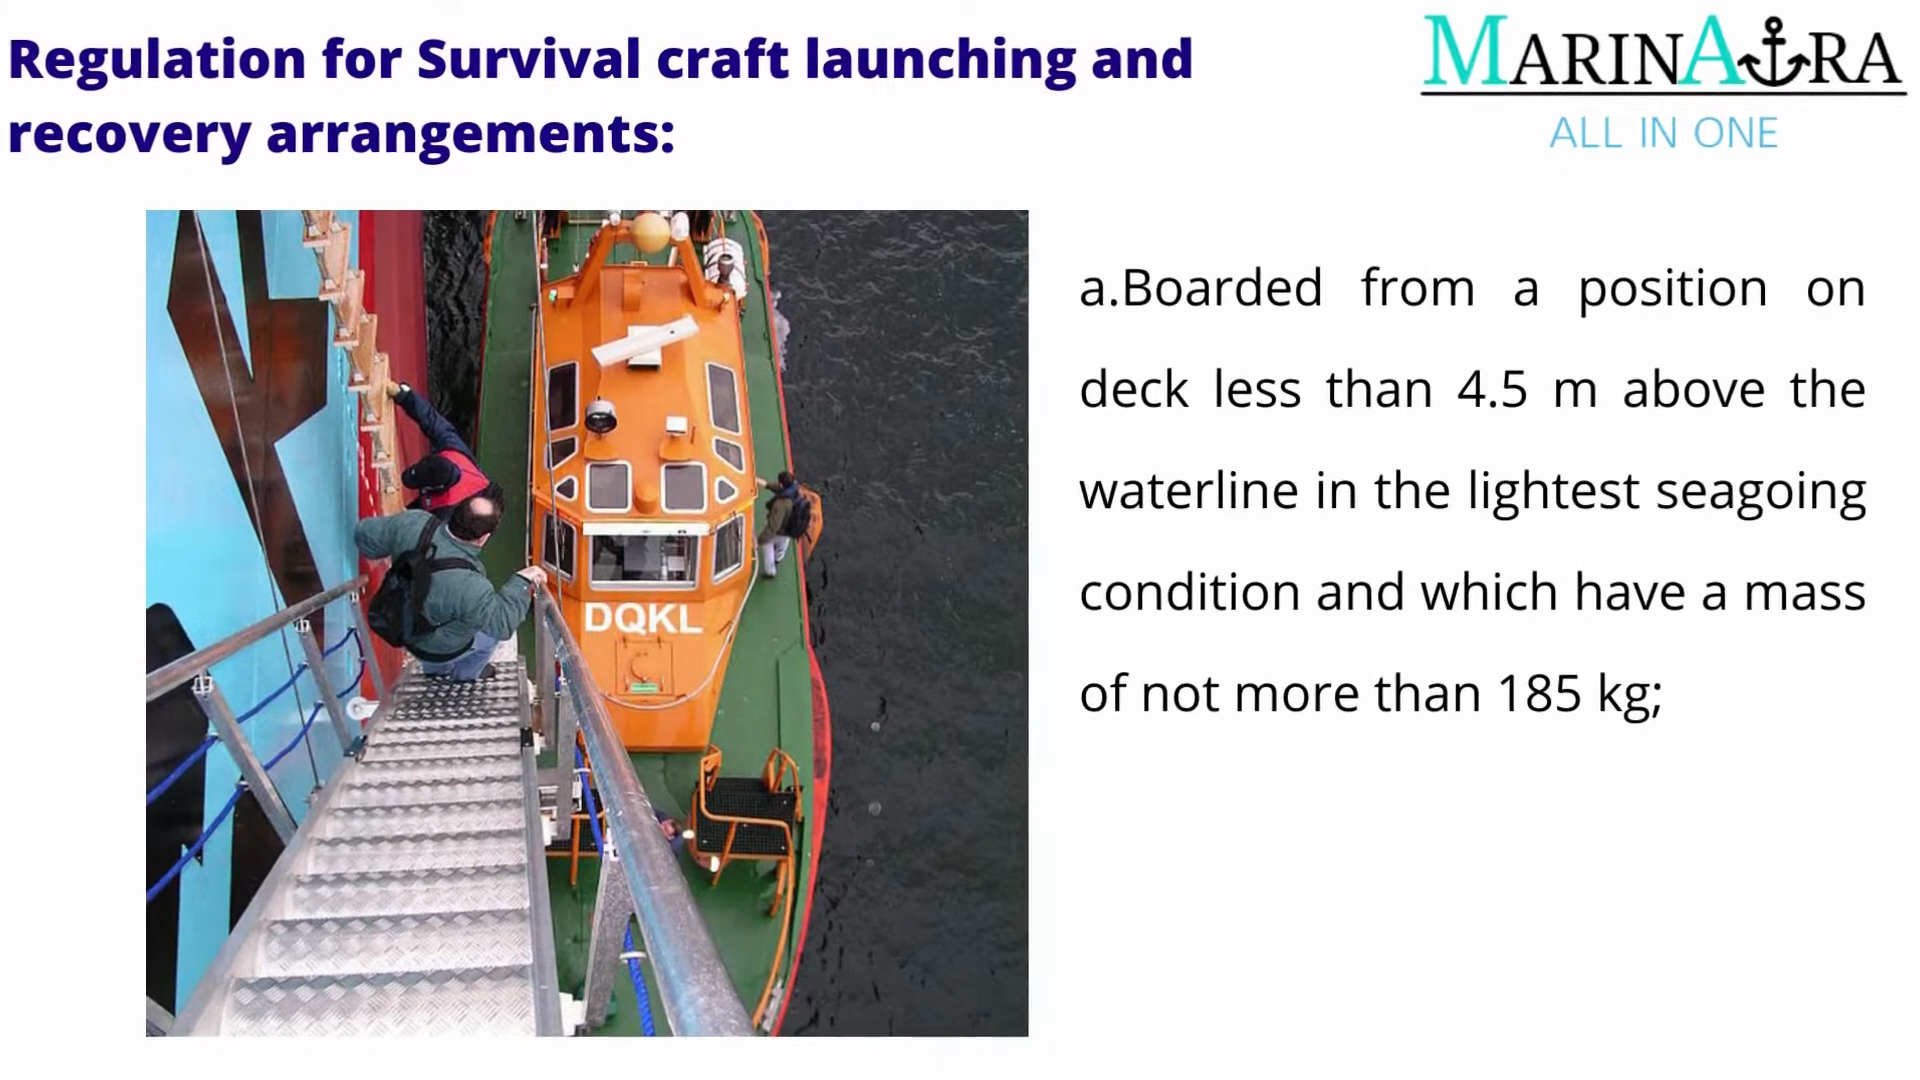 Regulation for Survival craft launching and
recovery arrangements:
MARINAURA
ALL IN ONE
a.Boarded from a position on
deck less than 4.5 m above the
waterline in the lightest seagoing
condition and which have a mass
of not more than 185 kg;
DQKL